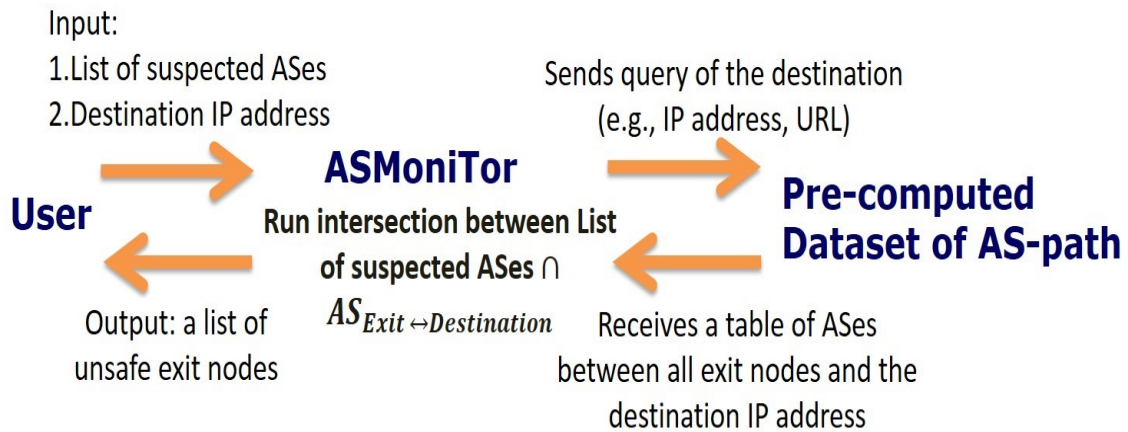 Input:
1.List of suspected ASes
2.Destination IP address
Sends query of the destination
(e.g., IP address, URL)
User
ASMoniTor
Run intersection between List
of suspected ASes ∩
AS_{Exit ↔Destination}
Pre-computed
Dataset of AS-path
Output: a list of
unsafe exit nodes
Receives a table of ASes
between all exit nodes and the
destination IP address